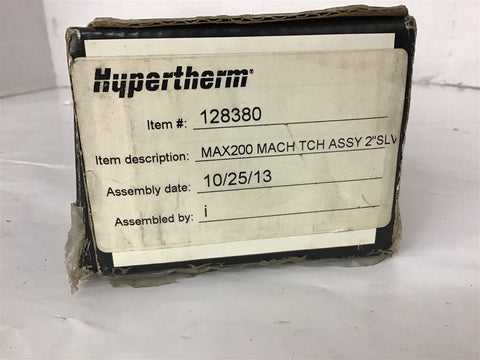 Hypertherm®
Item #: 128380
Item description: MAX200 MACH TCH ASSY 2"SLV
Assembly date: 10/25/13
Assembled by: i